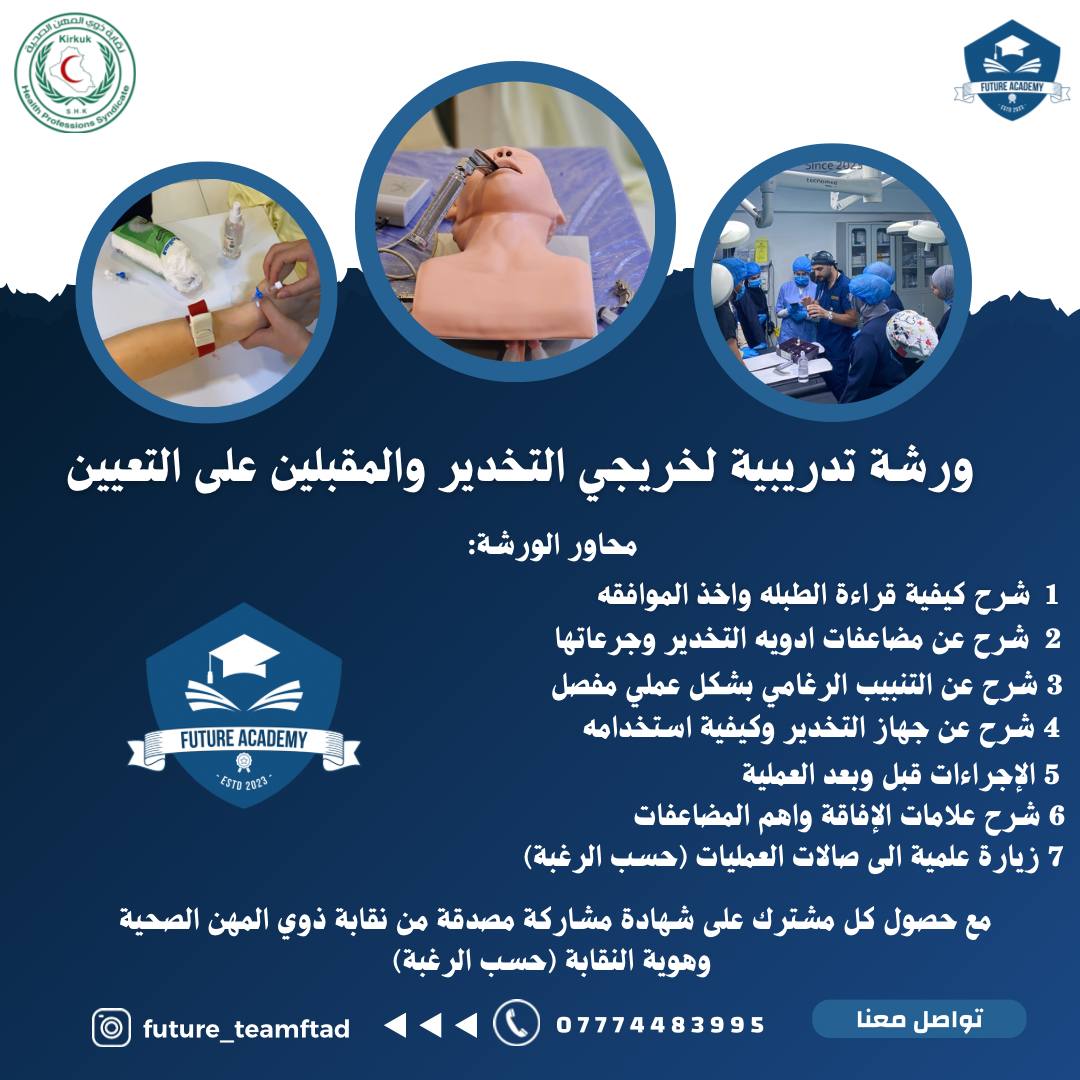 نقابة ذوي المهن الصحية
Kirkuk
S.H.K
Health Professions Syndicate
FUTURE ACADEMY
- ESTD 2023 -
Since 2023
ورشة تدريبية لخريجي التخدير والمقبلين على التعيين
محاور الورشة:
1 شرح كيفية قراءة الطبله واخذ الموافقه
2 شرح عن مضاعفات ادويه التخدير وجرعاتها
3 شرح عن التنبيب الرغامي بشكل عملي مفصل
4 شرح عن جهاز التخدير وكيفية استخدامه
5 الإجراءات قبل وبعد العملية
6 شرح علامات الإفاقة واهم المضاعفات
7 زيارة علمية الى صالات العمليات (حسب الرغبة)
FUTURE ACADEMY
- ESTD 2023 -
مع حصول كل مشترك على شهادة مشاركة مصدقة من نقابة ذوي المهن الصحية
وهوية النقابة (حسب الرغبة)
تواصل معنا
07774483995
future_teamftad